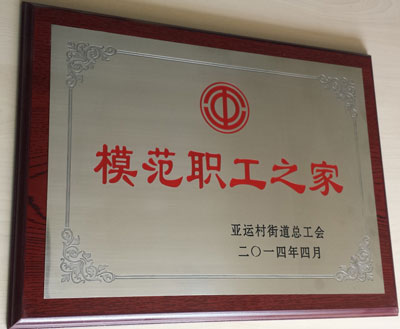 模范职工之家
亚运村街道总工会
二〇一四年四月